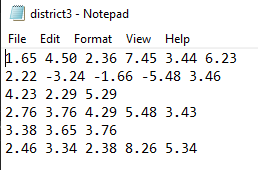 district3 - Notepad
File Edit Format View Help
1.65 4.50 2.36 7.45 3.44 6.23
2.22 -3.24 -1.66 -5.48 3.46
4.23 2.29 5.29
2.76 3.76 4.29 5.48 3.43
3.38 3.65 3.76
2.46 3.34 2.38 8.26 5.34